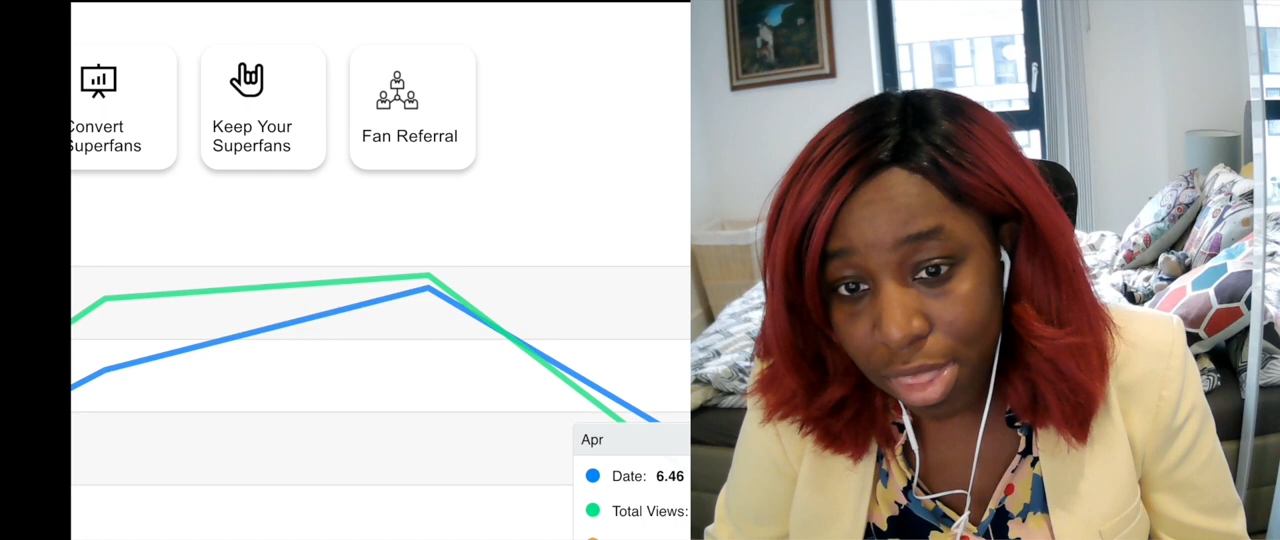 Convert
Superfans
Keep Your
Superfans
Fan Referral
Apr
Date: 6.46
Total Views: